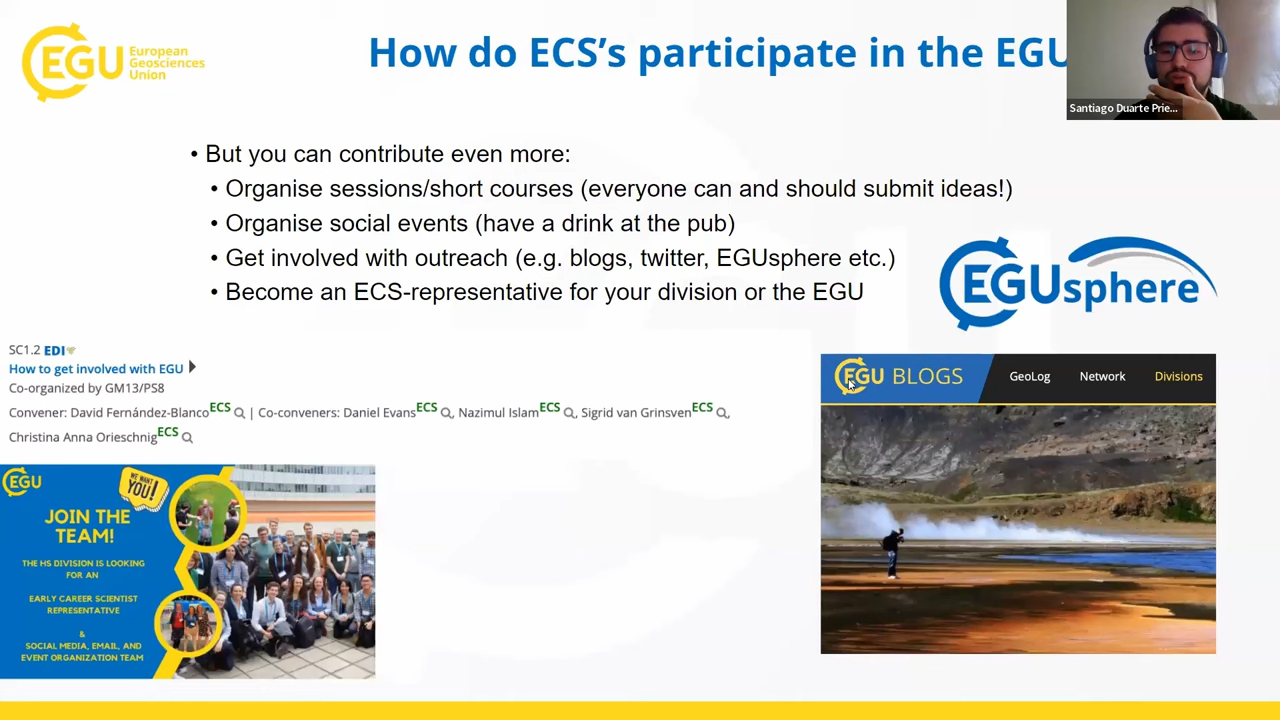 EGU European
Geosciences
Union
How do ECS's participate in the EGU
Santiago Duarte Prie...
• But you can contribute even more:
• Organise sessions/short courses (everyone can and should submit ideas!)
• Organise social events (have a drink at the pub)
• Get involved with outreach (e.g. blogs, twitter, EGUsphere etc.)
• Become an ECS-representative for your division or the EGU
EGUsphere
SC1.2 EDI
How to get involved with EGU
Co-organized by GM13/PS8
Convener: David Fernández-Blanco ECS | Co-conveners: Daniel Evans ECS, Nazimul Islam ECS, Sigrid van Grinsven ECS,
Christina Anna Orieschnig ECS
EGU BLOGS GeoLog Network Divisions
EGU
WE WANT
YOU!
JOIN THE
TEAM!
THE HS DIVISION IS LOOKING
FOR AN
EARLY CAREER SCIENTIST
REPRESENTATIVE
&
SOCIAL MEDIA, EMAIL, AND
EVENT ORGANIZATION TEAM